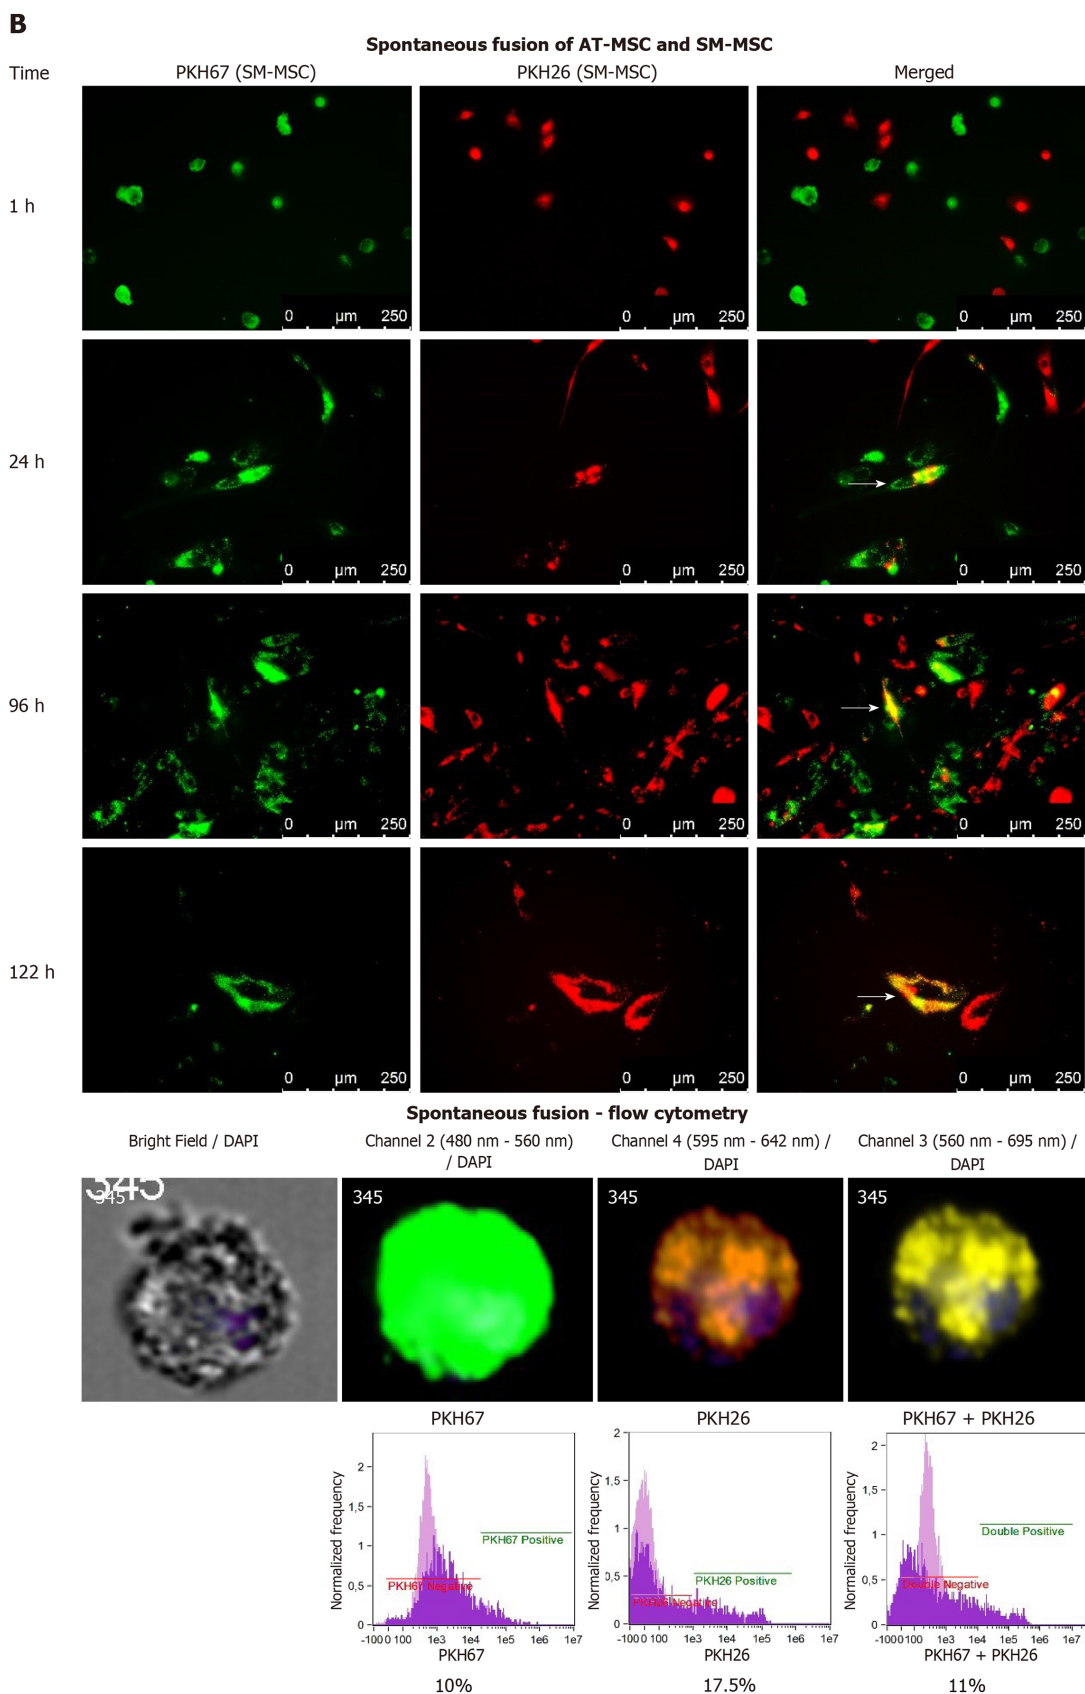 B
Spontaneous fusion of AT-MSC and SM-MSC
Time PKH67 (SM-MSC) PKH26 (SM-MSC) Merged
1 h
0 µm 250 0 µm 250 0 µm 250
24 h
0 µm 250 0 µm 250 0 µm 250
96 h
0 µm 250 0 µm 250 0 µm 250
122 h
0 µm 250 0 µm 250 0 µm 250
Spontaneous fusion - flow cytometry
Bright Field / DAPI
Channel 2 (480 nm - 560 nm)
/ DAPI
Channel 4 (595 nm - 642 nm) /
DAPI
Channel 3 (560 nm - 695 nm) /
DAPI
345
345 345 345 345
PKH67
Normalized frequency
2
1,5
1
0,5
0
PKH67 Positive
PKH67 Negative
-1000 100 1e3 1e4 1e5 1e6 1e7
PKH67
10%
PKH26
Normalized frequency
2
1,5
1
0,5
0
PKH26 Positive
PKH26 Negative
-1000 100 1e3 1e4 1e5 1e6 1e7
PKH26
17.5%
PKH67 + PKH26
Normalized frequency
2
1
0,5
0
Double Positive
Double Negative
-1000 100 1e3 1e4 1e5 1e6 1e7
PKH67 + PKH26
11%